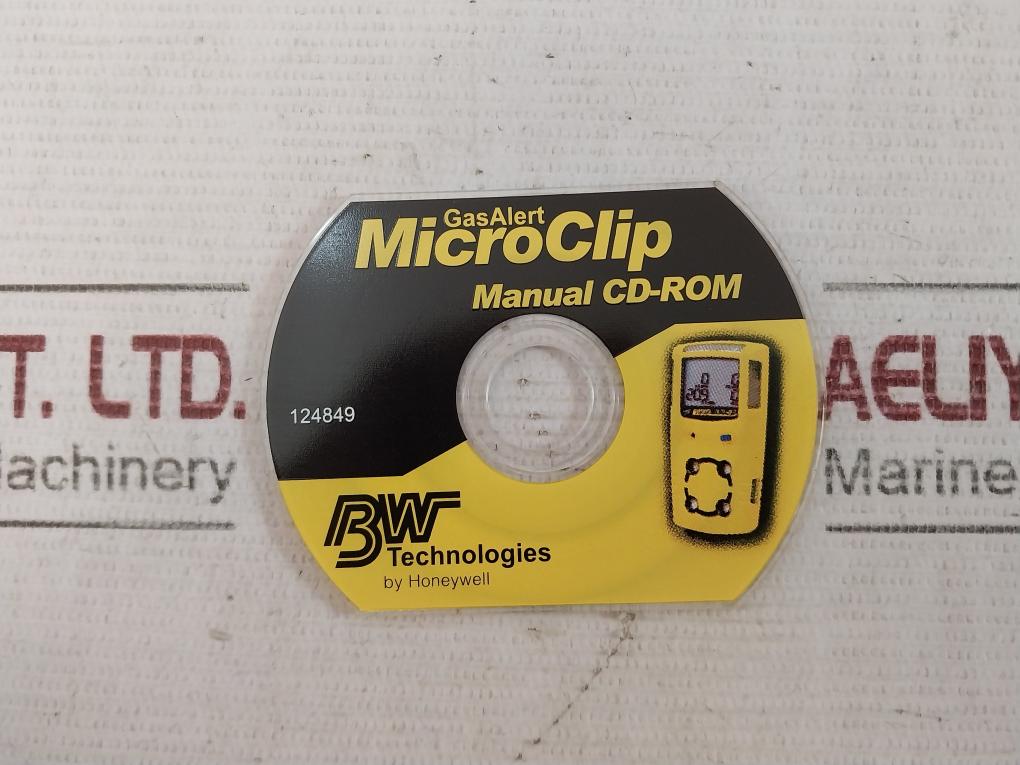 GasAlert
MicroClip
Manual CD-ROM
124849
BW
Technologies
by Honeywell
T. LTD.
achinery
AELIY
Marine